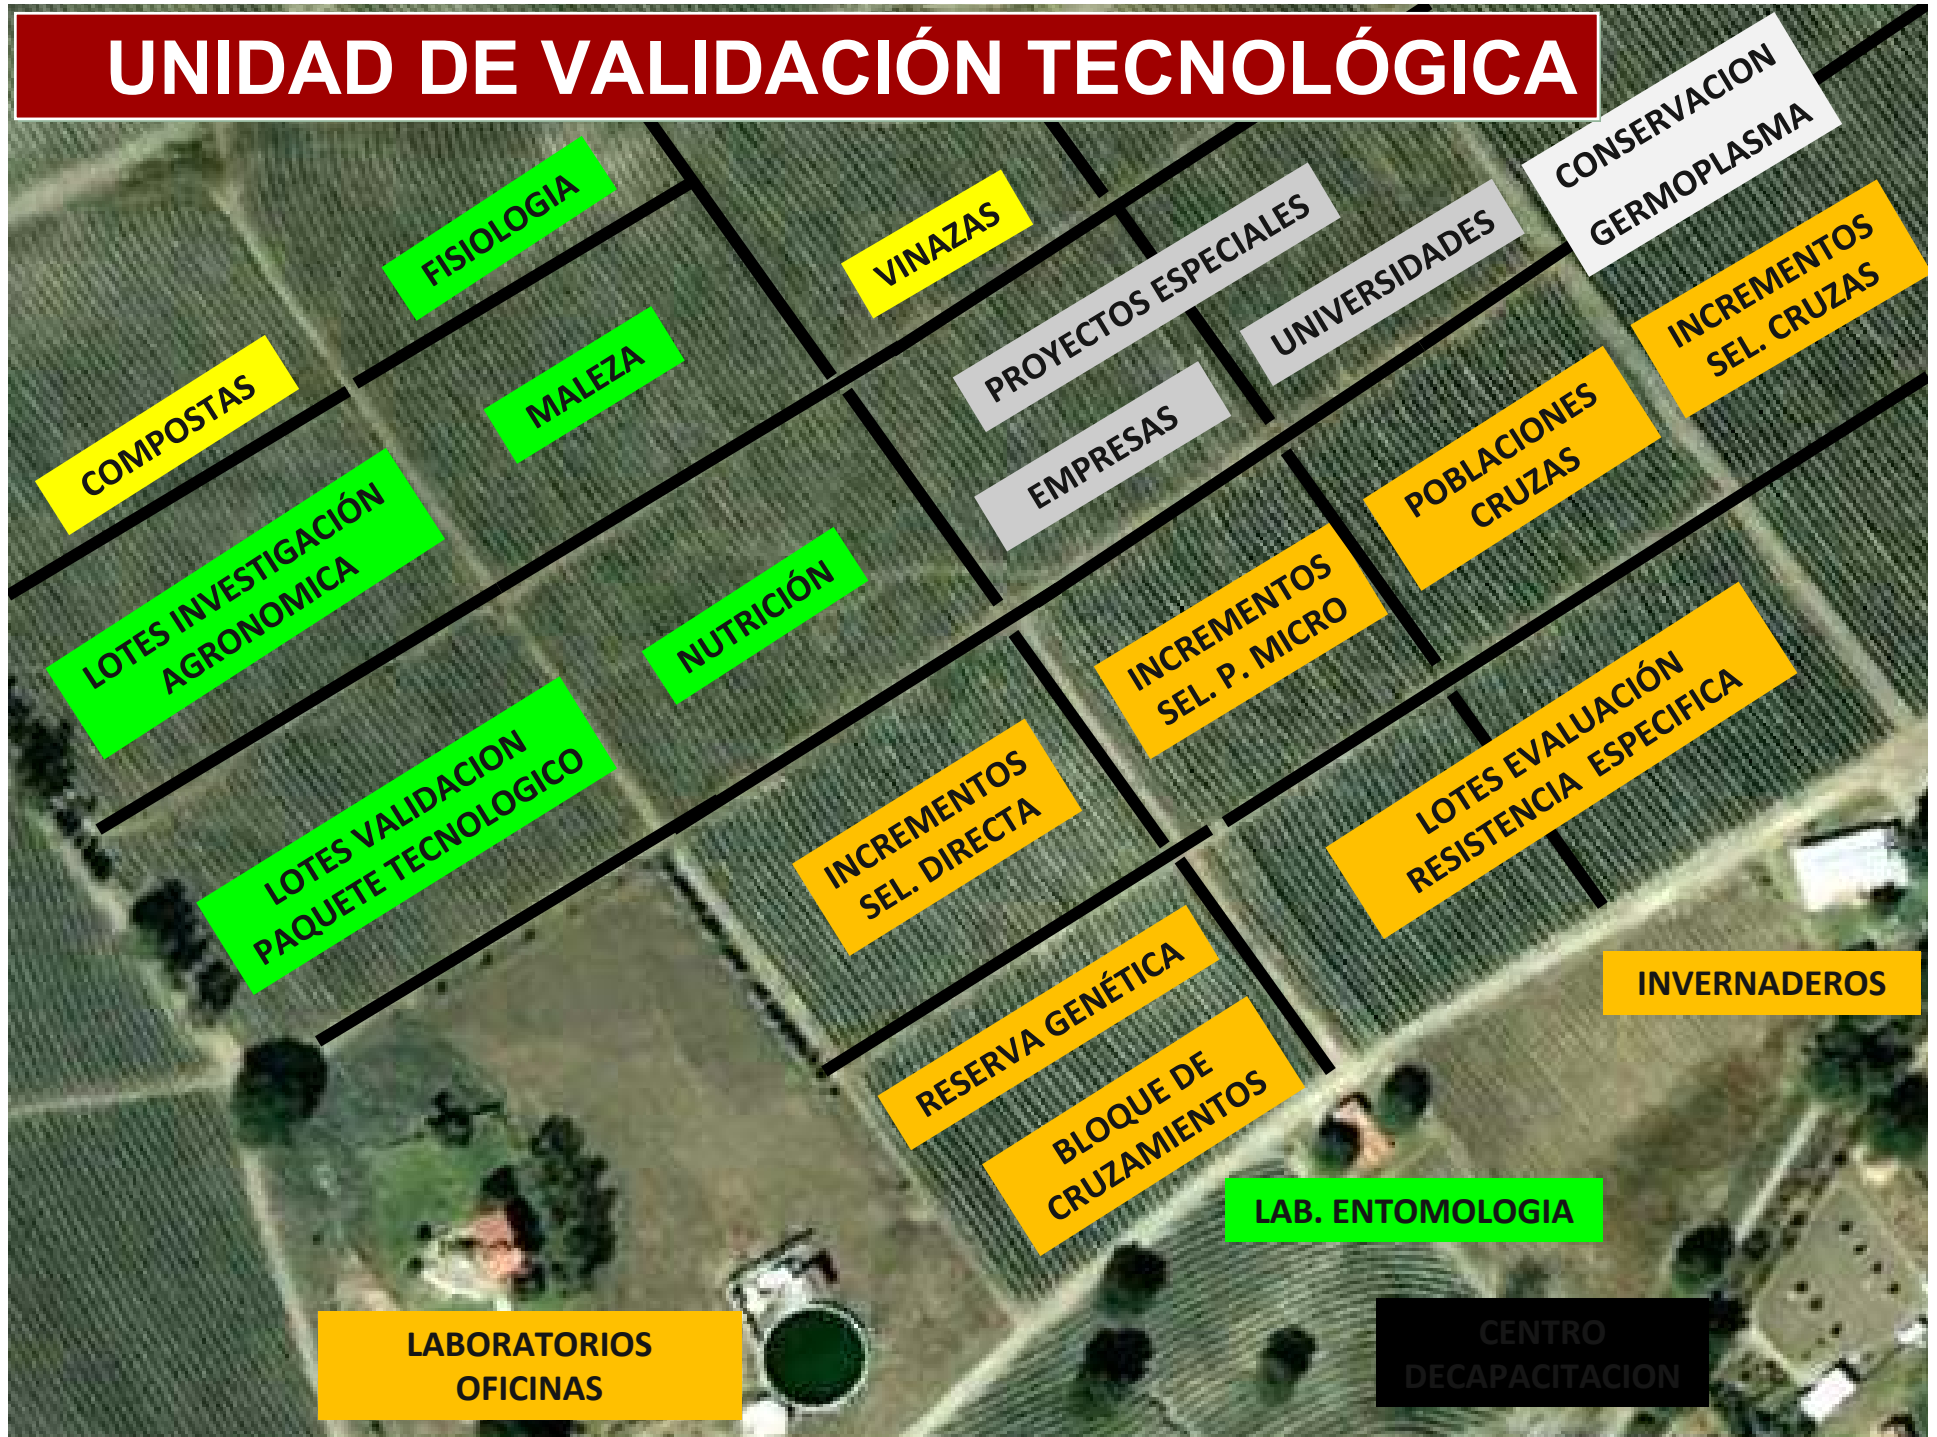 UNIDAD DE VALIDACIÓN TECNOLÓGICA
CONSERVACION
GERMOPLASMA
FISIOLOGIA
VINAZAS
PROYECTOS ESPECIALES
UNIVERSIDADES
INCREMENTOS
SEL. CRUZAS
COMPOSTAS
MALEZA
EMPRESAS
POBLACIONES
CRUZAS
LOTES INVESTIGACIÓN
AGRONOMICA
NUTRICIÓN
INCREMENTOS
SEL. P. MICRO
LOTES VALIDACION
PAQUETE TECNOLOGICO
INCREMENTOS
SEL. DIRECTA
LOTES EVALUACIÓN
RESISTENCIA ESPECIFICA
RESERVA GENÉTICA
INVERNADEROS
BLOQUE DE
CRUZAMIENTOS
LAB. ENTOMOLOGIA
LABORATORIOS
OFICINAS
CENTRO
DECAPACITACION